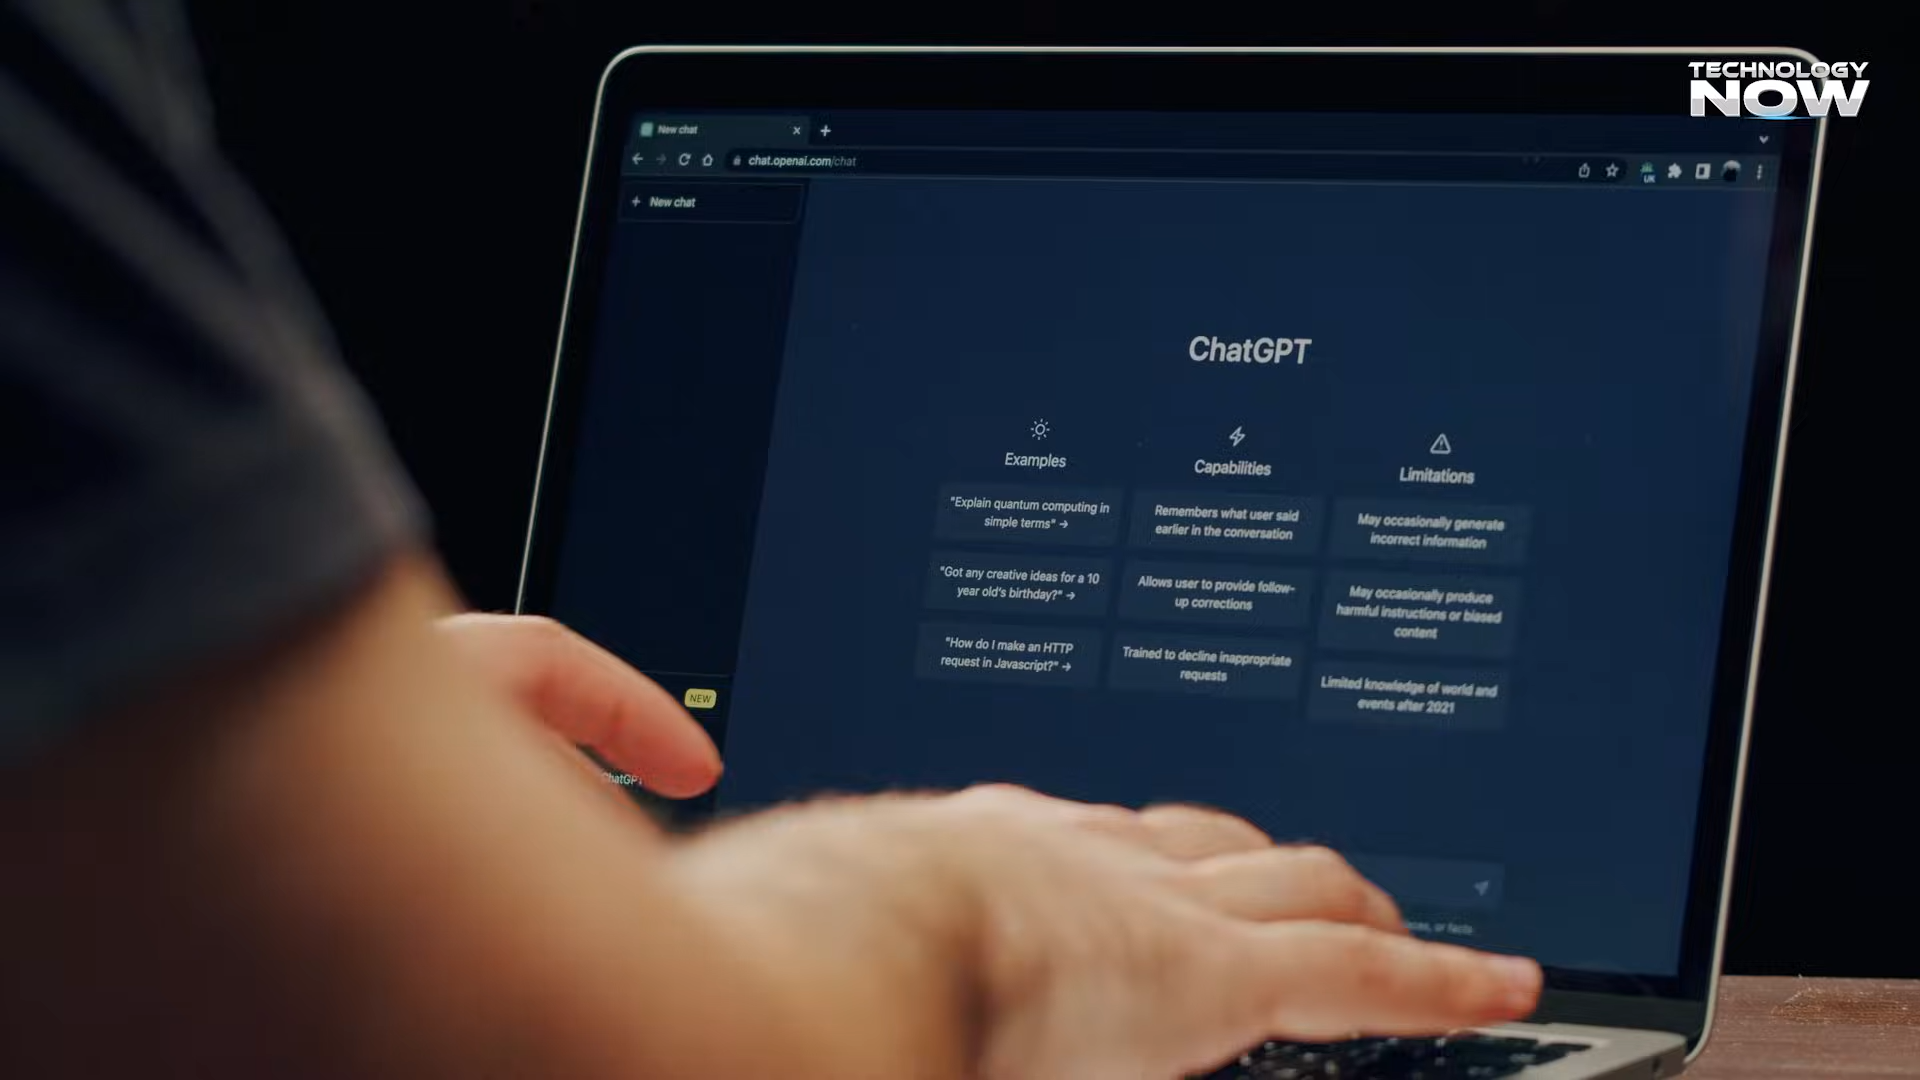 TECHNOLOGY
NOW
New chat
chat.openai.com/chat
UK
+ New chat
ChatGPT
Examples
"Explain quantum computing in
simple terms" →
"Got any creative ideas for a 10
year old's birthday?" →
"How do I make an HTTP
request in Javascript?" →
Capabilities
Remembers what user said
earlier in the conversation
Allows user to provide follow-
up corrections
Trained to decline inappropriate
requests
Limitations
May occasionally generate
incorrect information
May occasionally produce
harmful instructions or biased
content
Limited knowledge of world and
events after 2021
NEW
ChatGPT
or facts